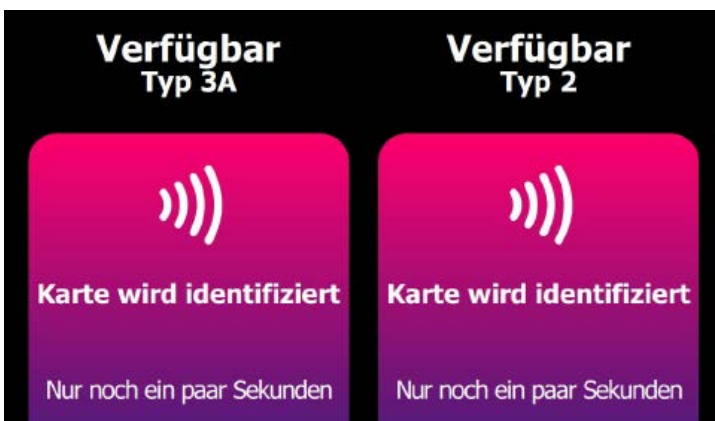 Verfügbar
Typ 3A
Karte wird identifiziert
Nur noch ein paar Sekunden
Verfügbar
Typ 2
Karte wird identifiziert
Nur noch ein paar Sekunden